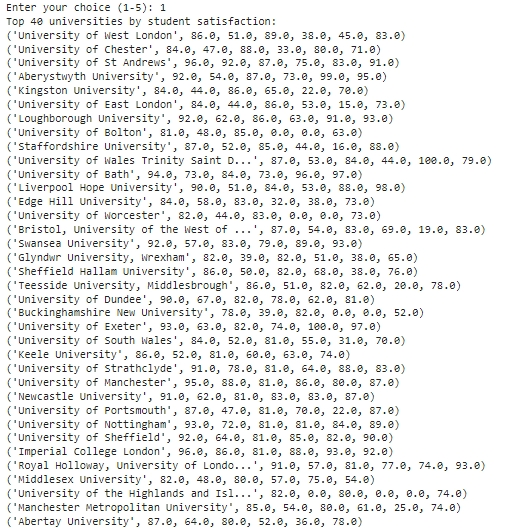 Enter your choice (1-5): 1
Top 40 universities by student satisfaction:
('University of West London', 86.0, 51.0, 89.0, 38.0, 45.0, 83.0)
('University of Chester', 84.0, 47.0, 88.0, 33.0, 80.0, 71.0)
('University of St Andrews', 96.0, 92.0, 87.0, 75.0, 83.0, 91.0)
('Aberystwyth University', 92.0, 54.0, 87.0, 73.0, 99.0, 95.0)
('Kingston University', 84.0, 44.0, 86.0, 65.0, 22.0, 70.0)
('University of East London', 84.0, 44.0, 86.0, 53.0, 15.0, 73.0)
('Loughborough University', 92.0, 62.0, 86.0, 63.0, 91.0, 93.0)
('University of Bolton', 81.0, 48.0, 85.0, 0.0, 0.0, 63.0)
('Staffordshire University', 87.0, 52.0, 85.0, 44.0, 16.0, 88.0)
('University of Wales Trinity Saint D...', 87.0, 53.0, 84.0, 44.0, 100.0, 79.0)
('University of Bath', 94.0, 73.0, 84.0, 73.0, 96.0, 97.0)
('Liverpool Hope University', 90.0, 51.0, 84.0, 53.0, 88.0, 98.0)
('Edge Hill University', 84.0, 58.0, 83.0, 32.0, 38.0, 73.0)
('University of Worcester', 82.0, 44.0, 83.0, 0.0, 0.0, 73.0)
('Bristol, University of the West of ...', 87.0, 54.0, 83.0, 69.0, 19.0, 83.0)
('Swansea University', 92.0, 57.0, 83.0, 79.0, 89.0, 93.0)
('Glyndwr University, Wrexham', 82.0, 39.0, 82.0, 51.0, 38.0, 65.0)
('Sheffield Hallam University', 86.0, 50.0, 82.0, 68.0, 38.0, 76.0)
('Teesside University, Middlesbrough', 86.0, 51.0, 82.0, 62.0, 20.0, 78.0)
('University of Dundee', 90.0, 67.0, 82.0, 78.0, 62.0, 81.0)
('Buckinghamshire New University', 78.0, 39.0, 82.0, 0.0, 0.0, 52.0)
('University of Exeter', 93.0, 63.0, 82.0, 74.0, 100.0, 97.0)
('University of South Wales', 84.0, 52.0, 81.0, 55.0, 31.0, 70.0)
('Keele University', 86.0, 52.0, 81.0, 60.0, 63.0, 74.0)
('University of Strathclyde', 91.0, 78.0, 81.0, 64.0, 88.0, 83.0)
('University of Manchester', 95.0, 88.0, 81.0, 86.0, 80.0, 87.0)
('Newcastle University', 91.0, 62.0, 81.0, 83.0, 83.0, 87.0)
('University of Portsmouth', 87.0, 47.0, 81.0, 70.0, 22.0, 87.0)
('University of Nottingham', 93.0, 72.0, 81.0, 81.0, 84.0, 89.0)
('University of Sheffield', 92.0, 64.0, 81.0, 85.0, 82.0, 90.0)
('Imperial College London', 96.0, 86.0, 81.0, 88.0, 93.0, 92.0)
('Royal Holloway, University of Londo...', 91.0, 57.0, 81.0, 77.0, 74.0, 93.0)
('Middlesex University', 82.0, 48.0, 80.0, 57.0, 75.0, 54.0)
('University of the Highlands and Isl...', 82.0, 0.0, 80.0, 0.0, 0.0, 74.0)
('Manchester Metropolitan University', 85.0, 54.0, 80.0, 61.0, 25.0, 74.0)
('Abertay University', 87.0, 64.0, 80.0, 52.0, 36.0, 78.0)